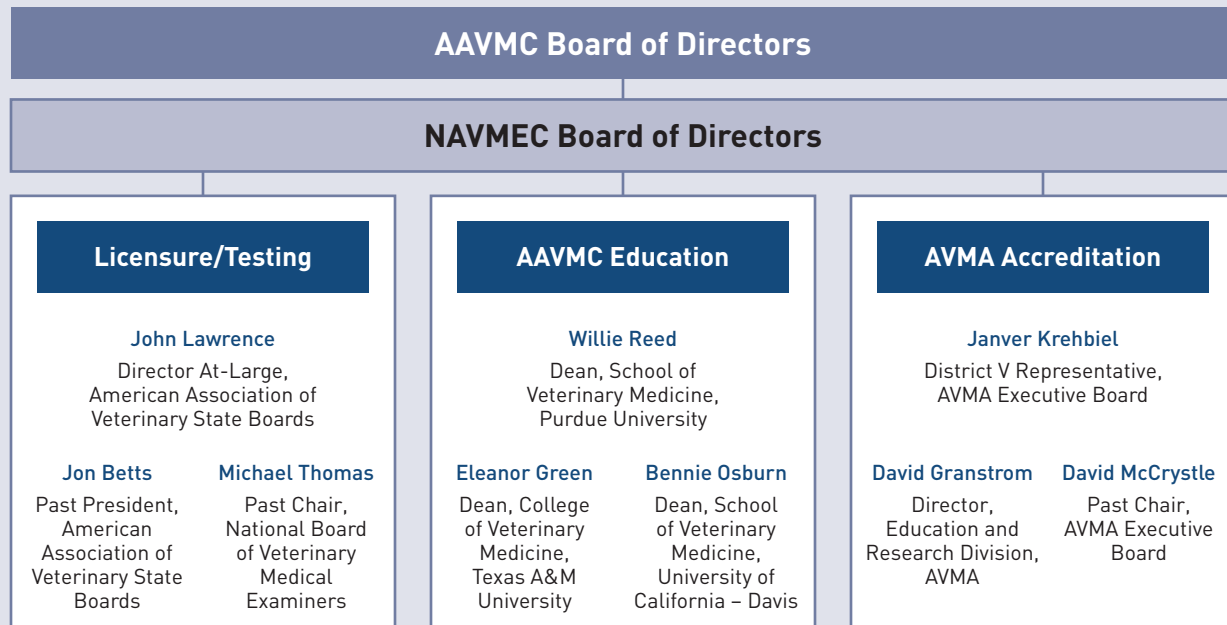 AAVMC Board of Directors
NAVMEC Board of Directors
Licensure/Testing
John Lawrence
Director At-Large,
American Association of
Veterinary State Boards
Jon Betts
Past President,
American
Association of
Veterinary State
Boards
Michael Thomas
Past Chair,
National Board
of Veterinary
Medical
Examiners
AAVMC Education
Willie Reed
Dean, School of
Veterinary Medicine,
Purdue University
Eleanor Green
Dean, College
of Veterinary
Medicine,
Texas A&M
University
Bennie Osburn
Dean, School
of Veterinary
Medicine,
University of
California – Davis
AVMA Accreditation
Janver Krehbiel
District V Representative,
AVMA Executive Board
David Granstrom
Director,
Education and
Research Division,
AVMA
David McCrystle
Past Chair,
AVMA Executive
Board